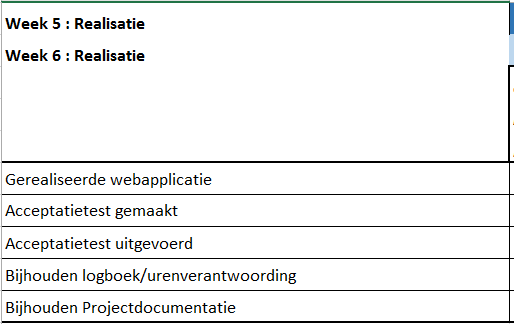 Week 5 : Realisatie
Week 6 : Realisatie
Gerealiseerde webapplicatie
Acceptatietest gemaakt
Acceptatietest uitgevoerd
Bijhouden logboek/urenverantwoording
Bijhouden Projectdocumentatie